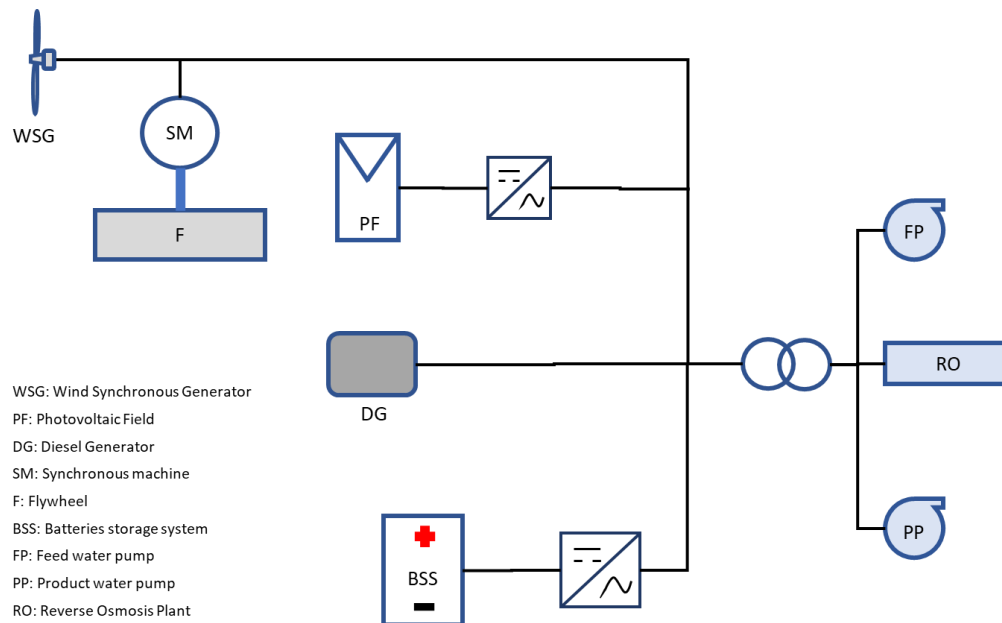 WSG
SM
F
PF
FP
DG
RO
BSS
PP
WSG: Wind Synchronous Generator
PF: Photovoltaic Field
DG: Diesel Generator
SM: Synchronous machine
F: Flywheel
BSS: Batteries storage system
FP: Feed water pump
PP: Product water pump
RO: Reverse Osmosis Plant